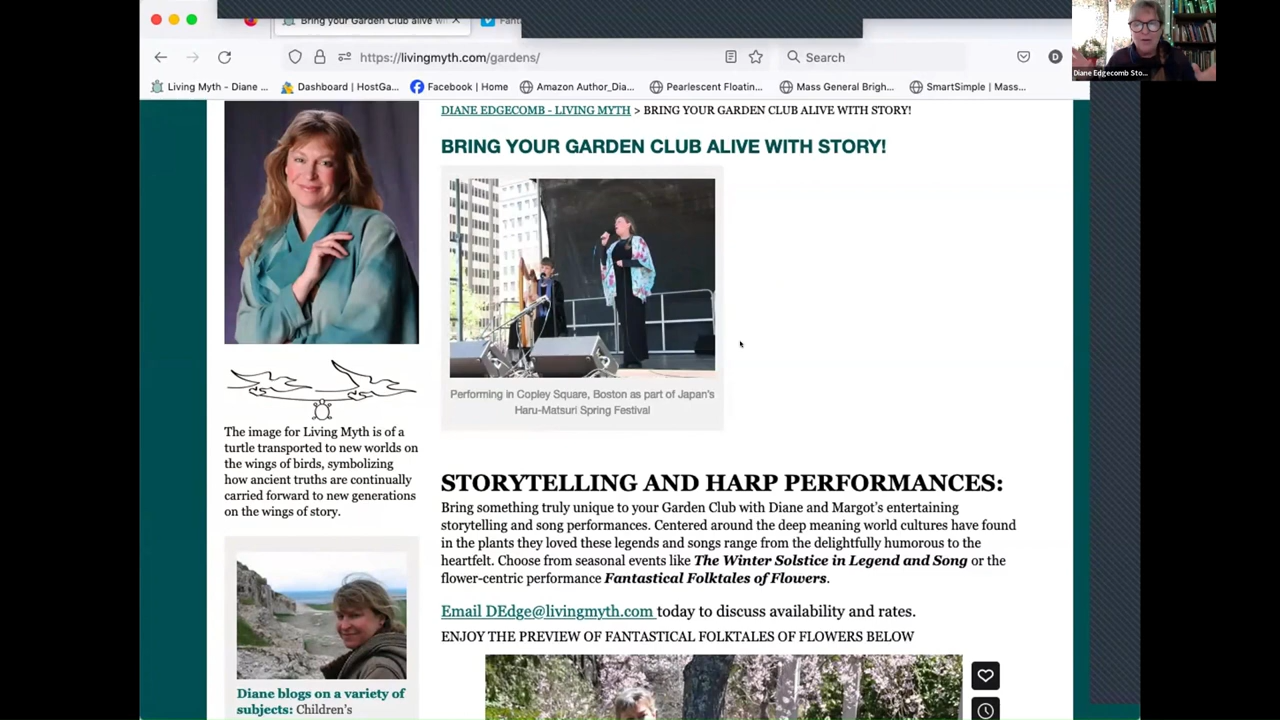 Bring your Garden Club alive wi
Fant
https://livingmyth.com/gardens/
Search
D
Diane Edgecomb Sto...
Living Myth - Diane ...
Dashboard | HostGa...
Facebook | Home
Amazon Author_Dia...
Pearlescent Floatin...
Mass General Brigh...
SmartSimple | Mass...
DIANE EDGECOMB - LIVING MYTH > BRING YOUR GARDEN CLUB ALIVE WITH STORY!
BRING YOUR GARDEN CLUB ALIVE WITH STORY!
Performing in Copley Square, Boston as part of Japan's
Haru-Matsuri Spring Festival
The image for Living Myth is of a
turtle transported to new worlds on
the wings of birds, symbolizing
how ancient truths are continually
carried forward to new generations
on the wings of story.
STORYTELLING AND HARP PERFORMANCES:
Bring something truly unique to your Garden Club with Diane and Margot's entertaining
storytelling and song performances. Centered around the deep meaning world cultures have found
in the plants they loved these legends and songs range from the delightfully humorous to the
heartfelt. Choose from seasonal events like The Winter Solstice in Legend and Song or the
flower-centric performance Fantastical Folktales of Flowers.
Email DEdge@livingmyth.com today to discuss availability and rates.
ENJOY THE PREVIEW OF FANTASTICAL FOLKTALES OF FLOWERS BELOW
Diane blogs on a variety of
subjects: Children's